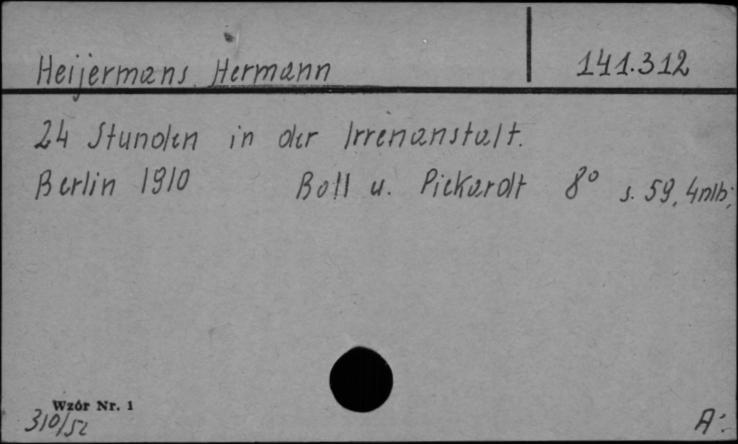 Heijermans Hermann 141.312
24 Stunden in der Irrenanstalt.
Berlin 1910 Boll u. Pickardt 8° s. 59, 4nlb;
Wzór Nr. 1
310/52 A: